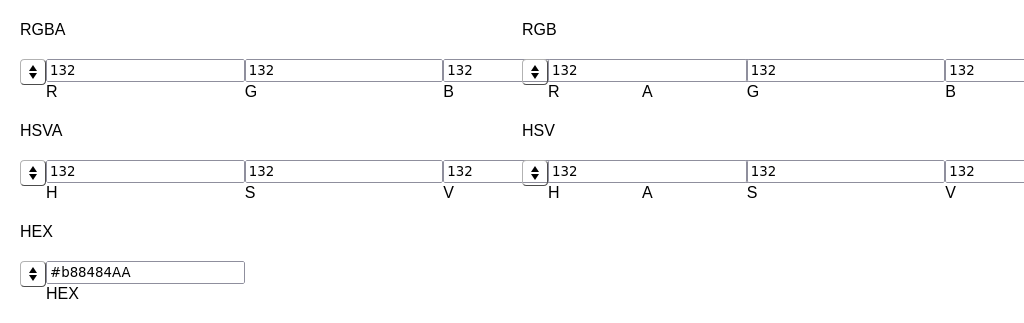 RGBA RGB
132 132 132 132 132 132
R G B R A G B
HSVA HSV
132 132 132 132 132 132
H S V H A S V
HEX
#b88484AA
HEX